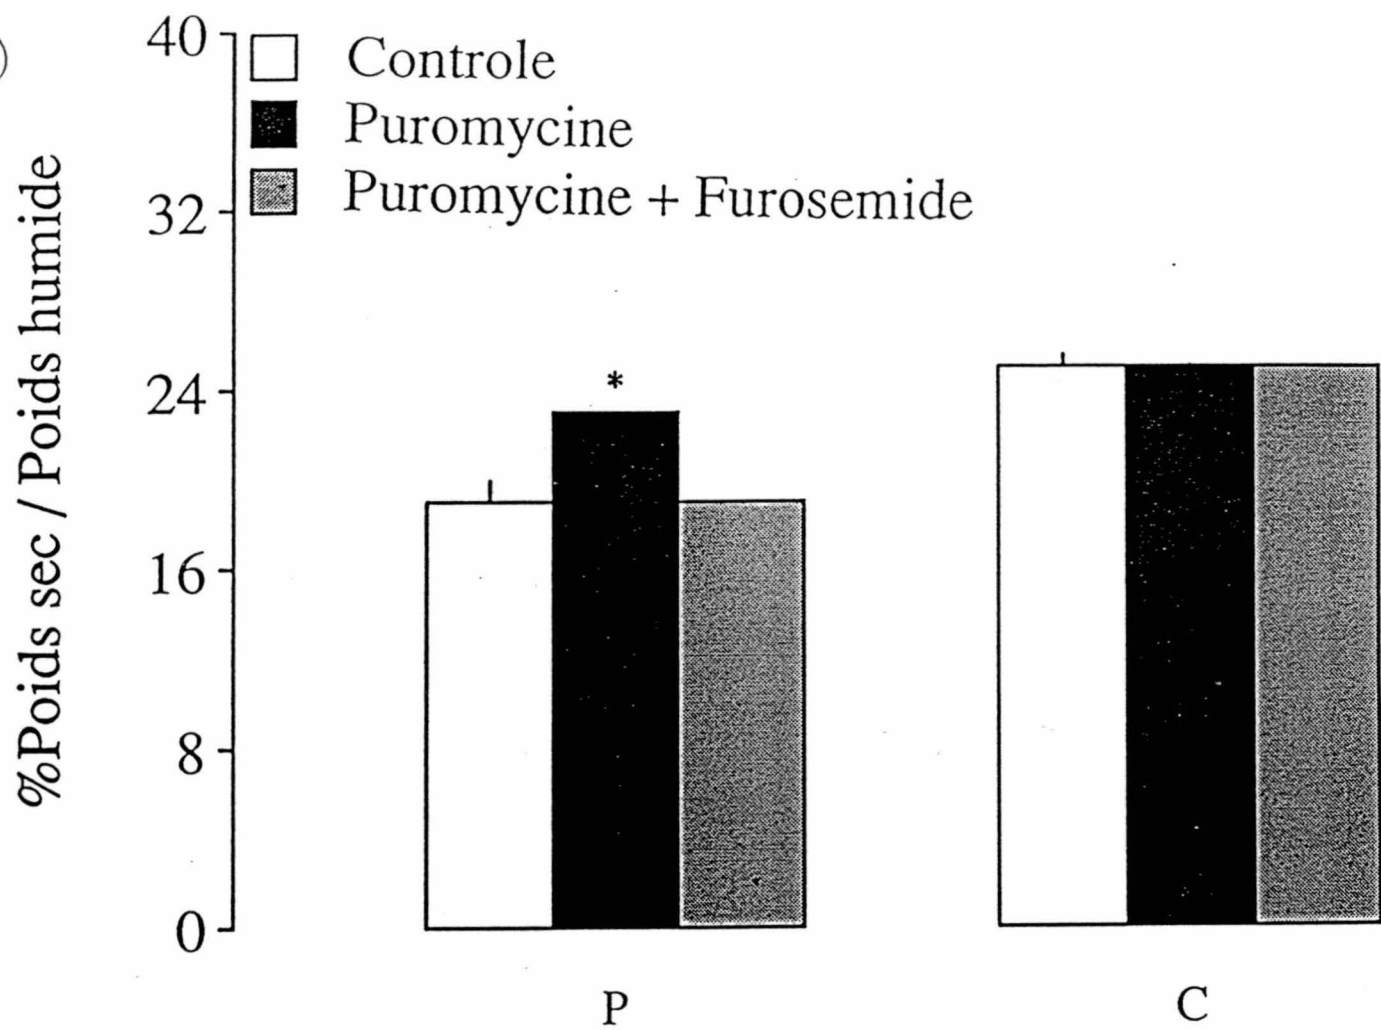 %Poids sec / Poids humide
40
32
24
16
8
0
Controle
Puromycine
Puromycine + Furosemide
*
P
C